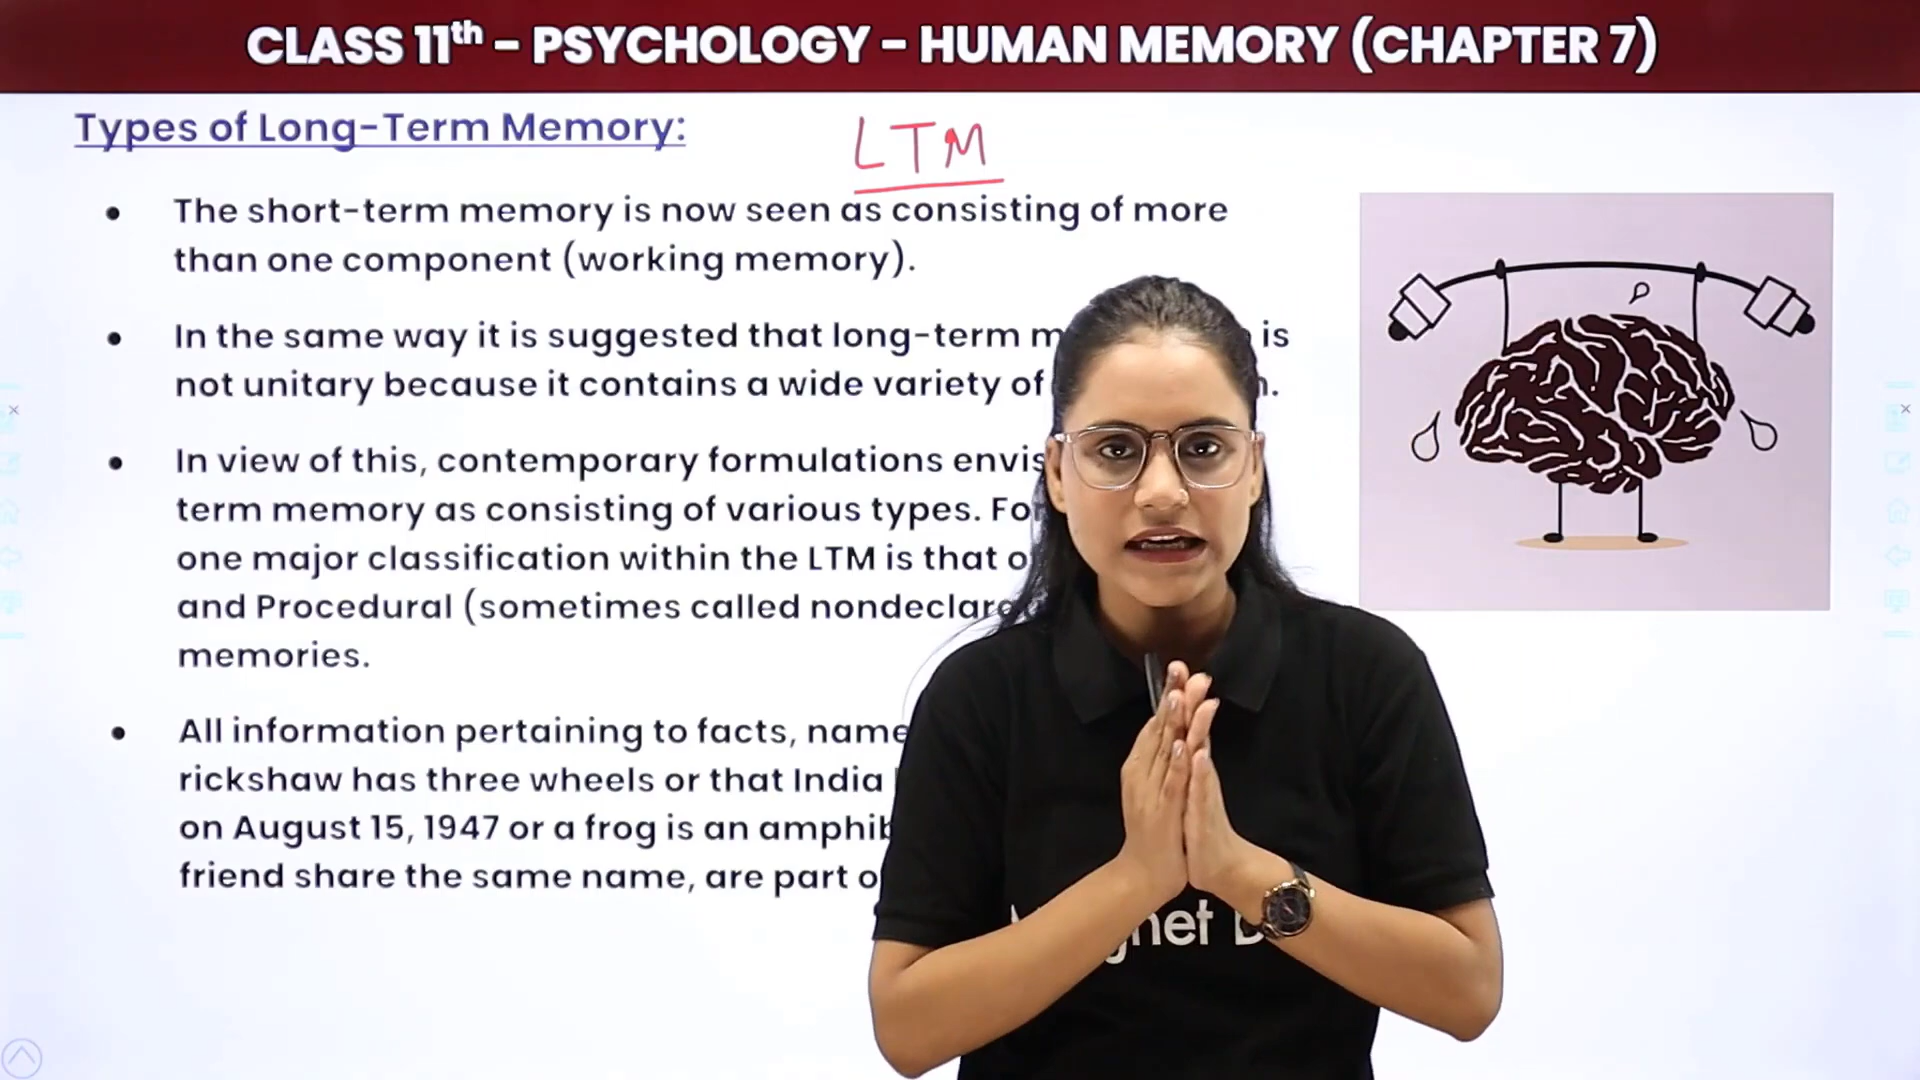 CLASS 11th - PSYCHOLOGY - HUMAN MEMORY (CHAPTER 7)
Types of Long-Term Memory:
LTM
The short-term memory is now seen as consisting of more
than one component (working memory).
In the same way it is suggested that long-term is
not unitary because it contains a wide variety of
In view of this, contemporary formulations
term memory as consisting of various types.
one major classification within the LTM is that
and Procedural (sometimes called
memories.
All information pertaining to facts,
rickshaw has three wheels or that India
on August 15, 1947 or a frog is an
friend share the same name, are part